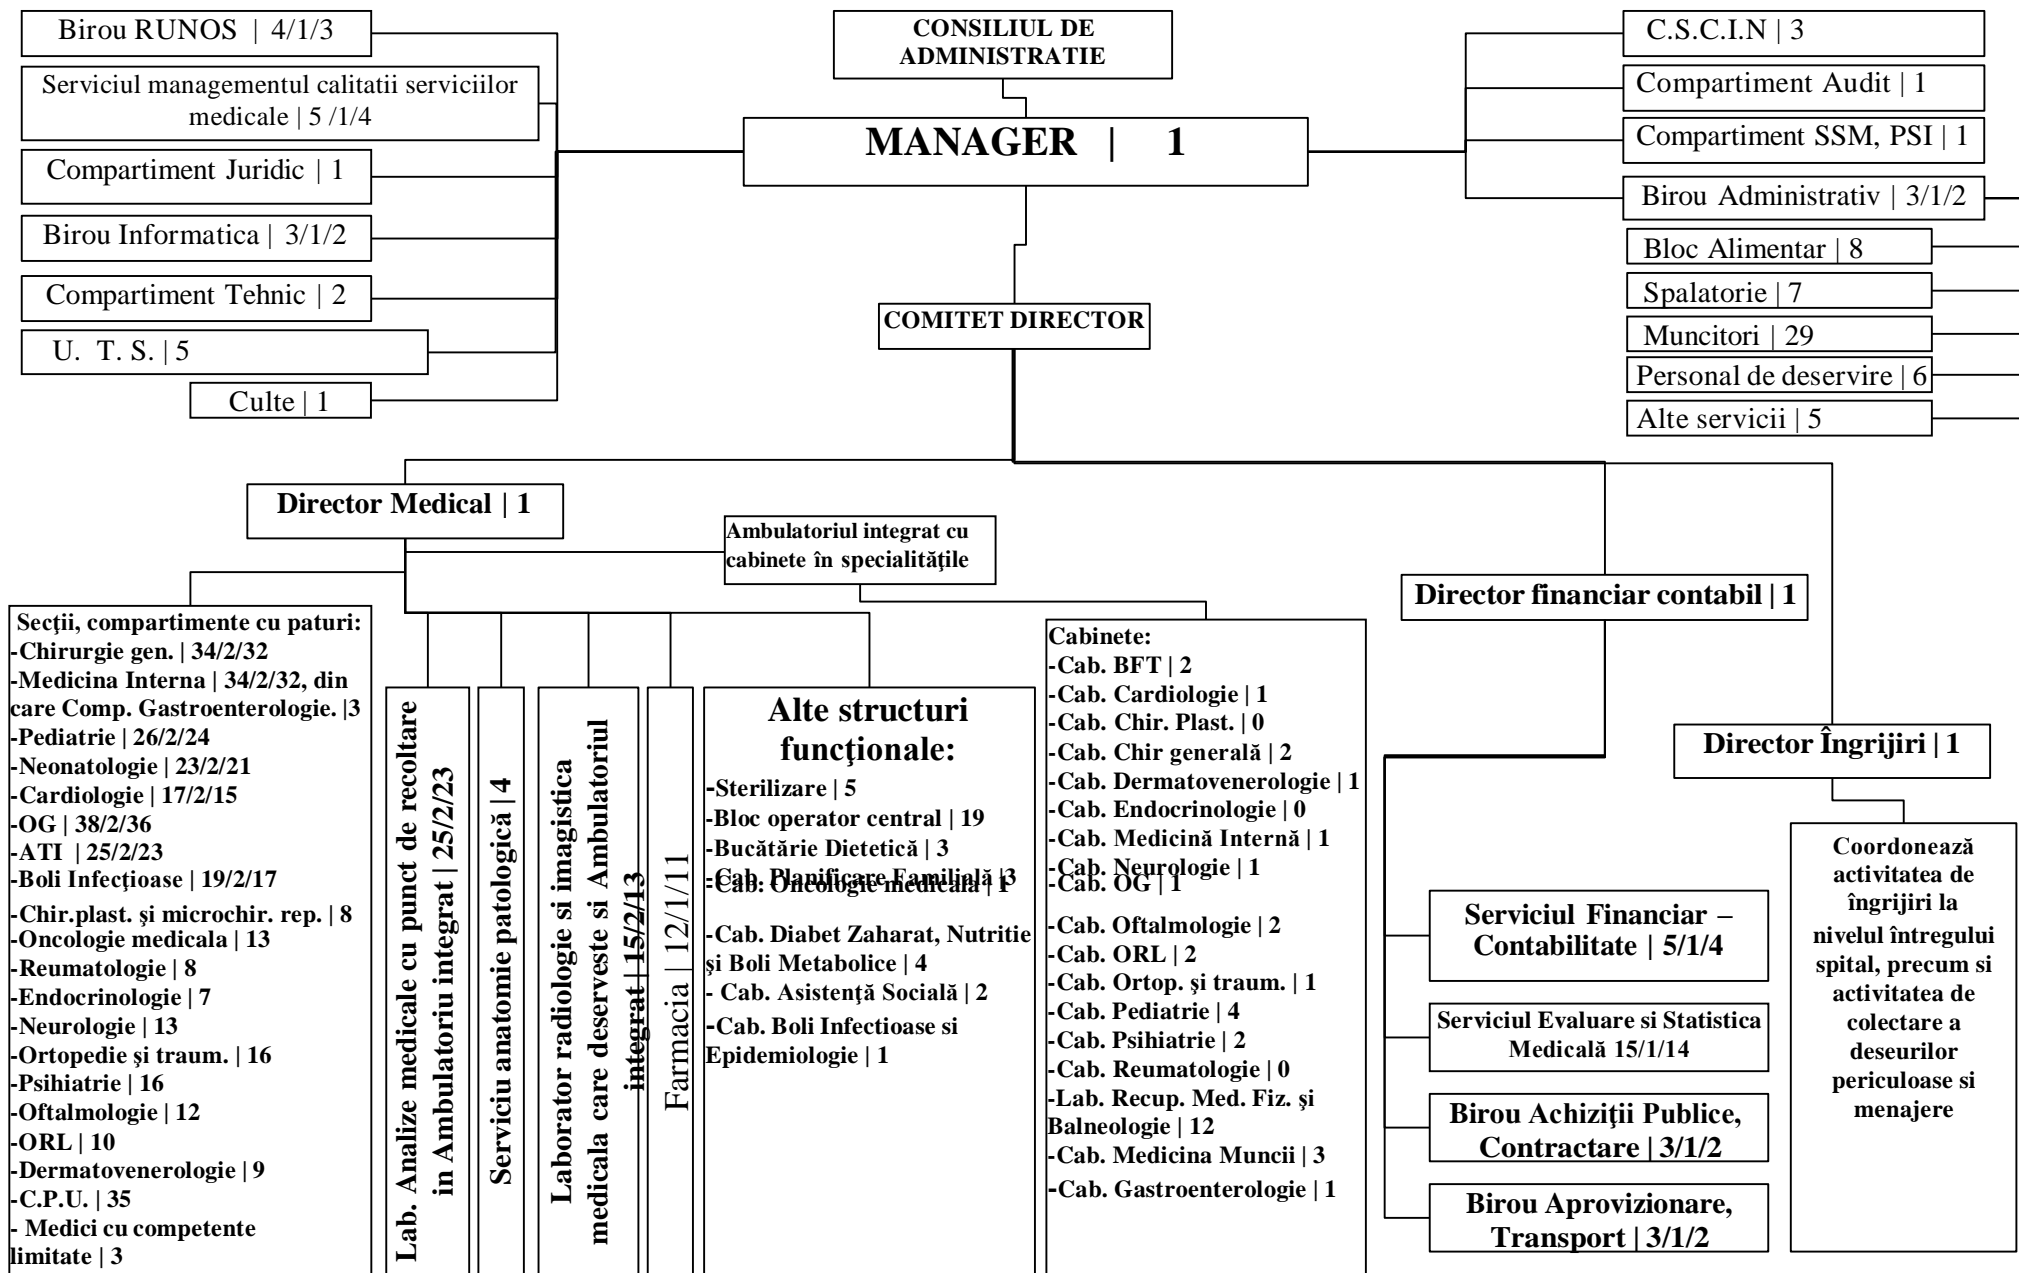 Birou RUNOS | 4/1/3
Serviciul managementul calitatii serviciilor
medicale | 5 /1/4
Compartiment Juridic | 1
Birou Informatica | 3/1/2
Compartiment Tehnic | 2
U. T. S. | 5
Culte | 1
CONSILIUL DE
ADMINISTRATIE
MANAGER | 1
COMITET DIRECTOR
C.S.C.I.N | 3
Compartiment Audit | 1
Compartiment SSM, PSI | 1
Birou Administrativ | 3/1/2
Bloc Alimentar | 8
Spalatorie | 7
Muncitori | 29
Personal de deservire | 6
Alte servicii | 5
Director Medical | 1
Ambulatoriul integrat cu
cabinete în specialităţile
Director financiar contabil | 1
Director Îngrijiri | 1
Secţii, compartimente cu paturi:
-Chirurgie gen. | 34/2/32
-Medicina Interna | 34/2/32, din
care Comp. Gastroenterologie. |3
-Pediatrie | 26/2/24
-Neonatologie | 23/2/21
-Cardiologie | 17/2/15
-OG | 38/2/36
-ATI | 25/2/23
-Boli Infecţioase | 19/2/17
-Chir.plast. şi microchir. rep. | 8
-Oncologie medicala | 13
-Reumatologie | 8
-Endocrinologie | 7
-Neurologie | 13
-Ortopedie şi traum. | 16
-Psihiatrie | 16
-Oftalmologie | 12
-ORL | 10
-Dermatovenerologie | 9
-C.P.U. | 35
- Medici cu competente
limitate | 3
Lab. Analize medicale cu punct de recoltare
in Ambulatoriu integrat | 25/2/23
Serviciu anatomie patologică | 4
Laborator radiologie si imagistica
medicala care deserveste si Ambulatoriul
integrat | 15/2/13
Farmacia | 12/1/11
Alte structuri
funcţionale:
-Sterilizare | 5
-Bloc operator central | 19
-Bucătărie Dietetică | 3
-Cab. Planificare Familială |3
-Cab. Oncologie medicala | 1
-Cab. Diabet Zaharat, Nutritie
şi Boli Metabolice | 4
- Cab. Asistenţă Socială | 2
-Cab. Boli Infectioase si
Epidemiologie | 1
Cabinete:
-Cab. BFT | 2
-Cab. Cardiologie | 1
-Cab. Chir. Plast. | 0
-Cab. Chir generală | 2
-Cab. Dermatovenerologie | 1
-Cab. Endocrinologie | 0
-Cab. Medicină Internă | 1
-Cab. Neurologie | 1
-Cab. OG | 1
-Cab. Oftalmologie | 2
-Cab. ORL | 2
-Cab. Ortop. şi traum. | 1
-Cab. Pediatrie | 4
-Cab. Psihiatrie | 2
-Cab. Reumatologie | 0
-Lab. Recup. Med. Fiz. şi
Balneologie | 12
-Cab. Medicina Muncii | 3
-Cab. Gastroenterologie | 1
Serviciul Financiar –
Contabilitate | 5/1/4
Serviciul Evaluare si Statistica
Medicală 15/1/14
Birou Achiziţii Publice,
Contractare | 3/1/2
Birou Aprovizionare,
Transport | 3/1/2
Coordonează
activitatea de
îngrijiri la
nivelul întregului
spital, precum si
activitatea de
colectare a
deseurilor
periculoase si
menajere